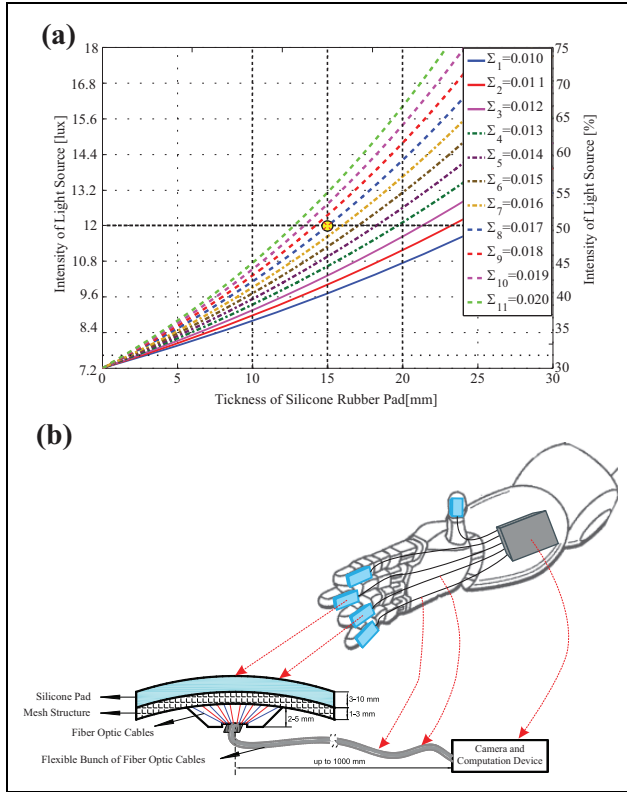 (a)
18
16.8
15.6
14.4
13.2
12
10.8
9.6
8.4
7.2
Intensity of Light Source [lux]
0
5
10
15
20
25
30
Tickness of Silicone Rubber Pad[mm]
75
70
65
60
55
50
45
40
35
30
Intensity of Light Source [%]
Σ1=0.010
Σ2=0.011
Σ3=0.012
Σ4=0.013
Σ5=0.014
Σ6=0.015
Σ7=0.016
Σ8=0.017
Σ9=0.018
Σ10=0.019
Σ11=0.020
(b)
Silicone Pad
Mesh Structure
Fiber Optic Cables
Flexible Bunch of Fiber Optic Cables
3-10 mm
1-3 mm
2-5 mm
up to 1000 mm
Camera and
Computation Device